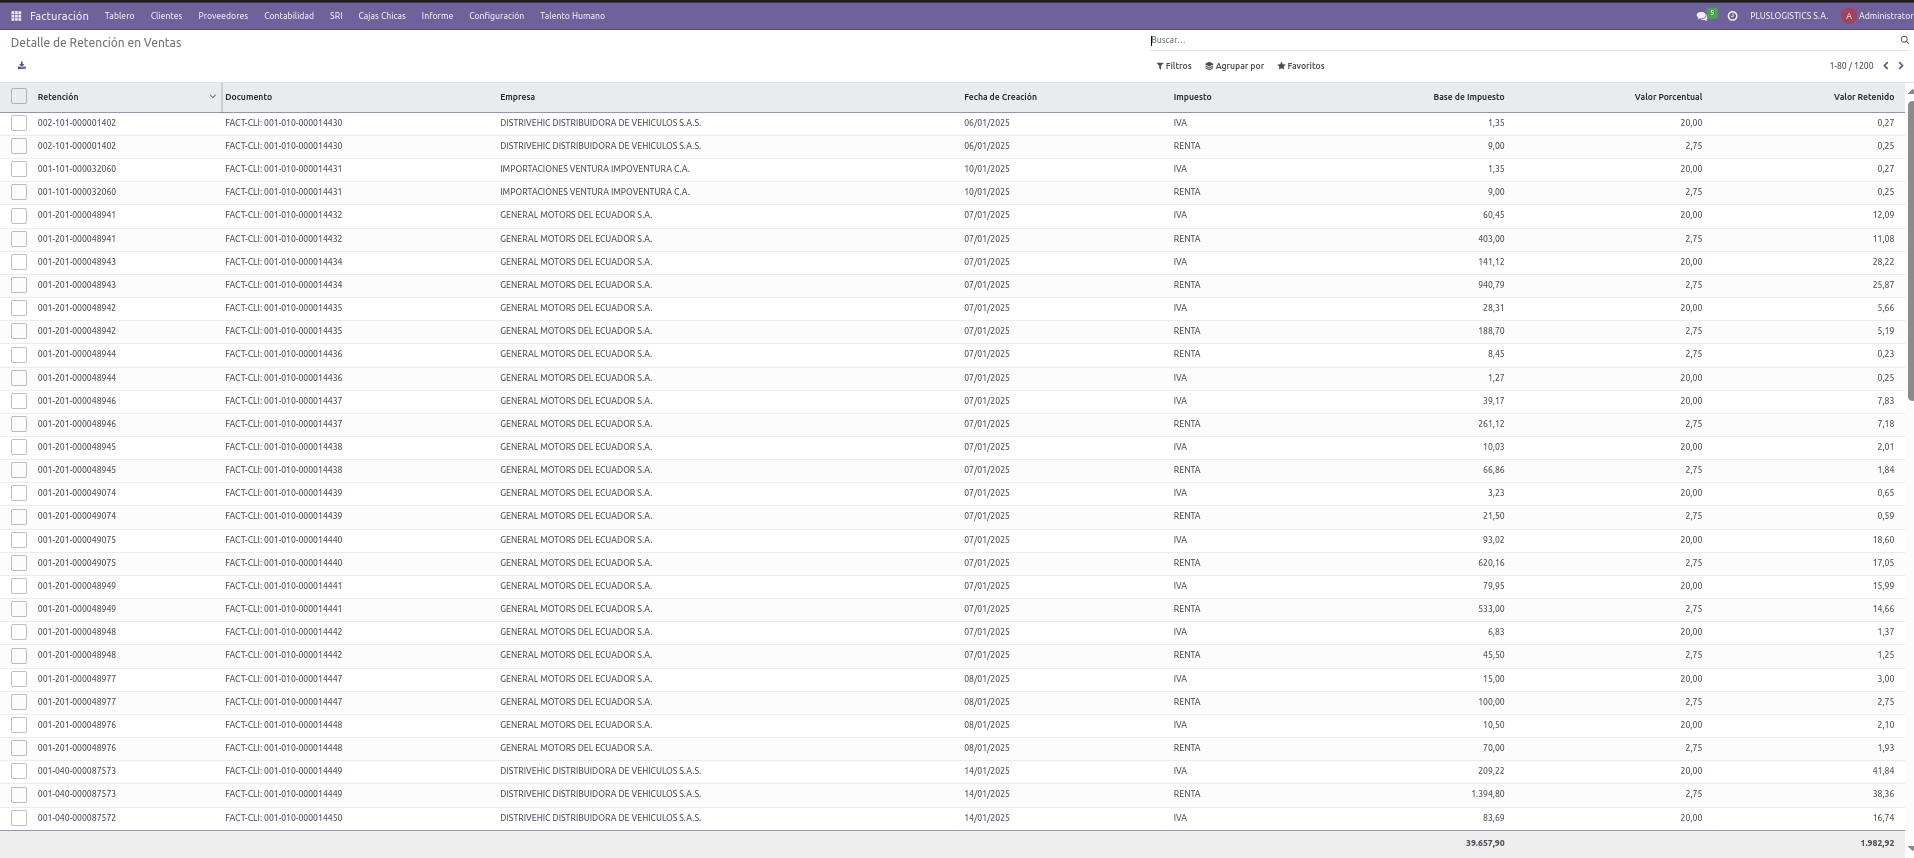 Facturación Tablero Clientes Proveedores Contabilidad SRI Cajas Chicas Informe Configuración Talento Humano 5 PLUSLOGISTICS S.A. A Administrator
Detalle de Retención en Ventas Buscar...
Filtros Agrupar por Favoritos 1-80 / 1200
Retención Documento Empresa Fecha de Creación Impuesto Base de Impuesto Valor Porcentual Valor Retenido
002-101-000001402 FACT-CLI: 001-010-000014430 DISTRIVEHIC DISTRIBUIDORA DE VEHICULOS S.A.S. 06/01/2025 IVA 1,35 20,00 0,27
002-101-000001402 FACT-CLI: 001-010-000014430 DISTRIVEHIC DISTRIBUIDORA DE VEHICULOS S.A.S. 06/01/2025 RENTA 9,00 2,75 0,25
001-101-000032060 FACT-CLI: 001-010-000014431 IMPORTACIONES VENTURA IMPOVENTURA C.A. 10/01/2025 IVA 1,35 20,00 0,27
001-101-000032060 FACT-CLI: 001-010-000014431 IMPORTACIONES VENTURA IMPOVENTURA C.A. 10/01/2025 RENTA 9,00 2,75 0,25
001-201-000048941 FACT-CLI: 001-010-000014432 GENERAL MOTORS DEL ECUADOR S.A. 07/01/2025 IVA 60,45 20,00 12,09
001-201-000048941 FACT-CLI: 001-010-000014432 GENERAL MOTORS DEL ECUADOR S.A. 07/01/2025 RENTA 403,00 2,75 11,08
001-201-000048943 FACT-CLI: 001-010-000014434 GENERAL MOTORS DEL ECUADOR S.A. 07/01/2025 IVA 141,12 20,00 28,22
001-201-000048943 FACT-CLI: 001-010-000014434 GENERAL MOTORS DEL ECUADOR S.A. 07/01/2025 RENTA 940,79 2,75 25,87
001-201-000048942 FACT-CLI: 001-010-000014435 GENERAL MOTORS DEL ECUADOR S.A. 07/01/2025 IVA 28,31 20,00 5,66
001-201-000048942 FACT-CLI: 001-010-000014435 GENERAL MOTORS DEL ECUADOR S.A. 07/01/2025 RENTA 188,70 2,75 5,19
001-201-000048944 FACT-CLI: 001-010-000014436 GENERAL MOTORS DEL ECUADOR S.A. 07/01/2025 RENTA 8,45 2,75 0,23
001-201-000048944 FACT-CLI: 001-010-000014436 GENERAL MOTORS DEL ECUADOR S.A. 07/01/2025 IVA 1,27 20,00 0,25
001-201-000048946 FACT-CLI: 001-010-000014437 GENERAL MOTORS DEL ECUADOR S.A. 07/01/2025 IVA 39,17 20,00 7,83
001-201-000048946 FACT-CLI: 001-010-000014437 GENERAL MOTORS DEL ECUADOR S.A. 07/01/2025 RENTA 261,12 2,75 7,18
001-201-000048945 FACT-CLI: 001-010-000014438 GENERAL MOTORS DEL ECUADOR S.A. 07/01/2025 IVA 10,03 20,00 2,01
001-201-000048945 FACT-CLI: 001-010-000014438 GENERAL MOTORS DEL ECUADOR S.A. 07/01/2025 RENTA 66,86 2,75 1,84
001-201-000049074 FACT-CLI: 001-010-000014439 GENERAL MOTORS DEL ECUADOR S.A. 07/01/2025 IVA 3,23 20,00 0,65
001-201-000049074 FACT-CLI: 001-010-000014439 GENERAL MOTORS DEL ECUADOR S.A. 07/01/2025 RENTA 21,50 2,75 0,59
001-201-000049075 FACT-CLI: 001-010-000014440 GENERAL MOTORS DEL ECUADOR S.A. 07/01/2025 IVA 93,02 20,00 18,60
001-201-000049075 FACT-CLI: 001-010-000014440 GENERAL MOTORS DEL ECUADOR S.A. 07/01/2025 RENTA 620,16 2,75 17,05
001-201-000048949 FACT-CLI: 001-010-000014441 GENERAL MOTORS DEL ECUADOR S.A. 07/01/2025 IVA 79,95 20,00 15,99
001-201-000048949 FACT-CLI: 001-010-000014441 GENERAL MOTORS DEL ECUADOR S.A. 07/01/2025 RENTA 533,00 2,75 14,66
001-201-000048948 FACT-CLI: 001-010-000014442 GENERAL MOTORS DEL ECUADOR S.A. 07/01/2025 IVA 6,83 20,00 1,37
001-201-000048948 FACT-CLI: 001-010-000014442 GENERAL MOTORS DEL ECUADOR S.A. 07/01/2025 RENTA 45,50 2,75 1,25
001-201-000048977 FACT-CLI: 001-010-000014447 GENERAL MOTORS DEL ECUADOR S.A. 08/01/2025 IVA 15,00 20,00 3,00
001-201-000048977 FACT-CLI: 001-010-000014447 GENERAL MOTORS DEL ECUADOR S.A. 08/01/2025 RENTA 100,00 2,75 2,75
001-201-000048976 FACT-CLI: 001-010-000014448 GENERAL MOTORS DEL ECUADOR S.A. 08/01/2025 IVA 10,50 20,00 2,10
001-201-000048976 FACT-CLI: 001-010-000014448 GENERAL MOTORS DEL ECUADOR S.A. 08/01/2025 RENTA 70,00 2,75 1,93
001-040-000087573 FACT-CLI: 001-010-000014449 DISTRIVEHIC DISTRIBUIDORA DE VEHICULOS S.A.S. 14/01/2025 IVA 209,22 20,00 41,84
001-040-000087573 FACT-CLI: 001-010-000014449 DISTRIVEHIC DISTRIBUIDORA DE VEHICULOS S.A.S. 14/01/2025 RENTA 1.394,80 2,75 38,36
001-040-000087572 FACT-CLI: 001-010-000014450 DISTRIVEHIC DISTRIBUIDORA DE VEHICULOS S.A.S. 14/01/2025 IVA 83,69 20,00 16,74
39.657,90 1.982,92